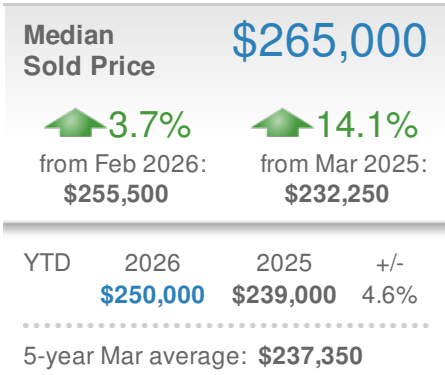 Median $265,000
Sold Price
3.7% 14.1%
from Feb 2026: from Mar 2025:
$255,500 $232,250
YTD 2026 2025 +/-
$250,000 $239,000 4.6%
5-year Mar average: $237,350